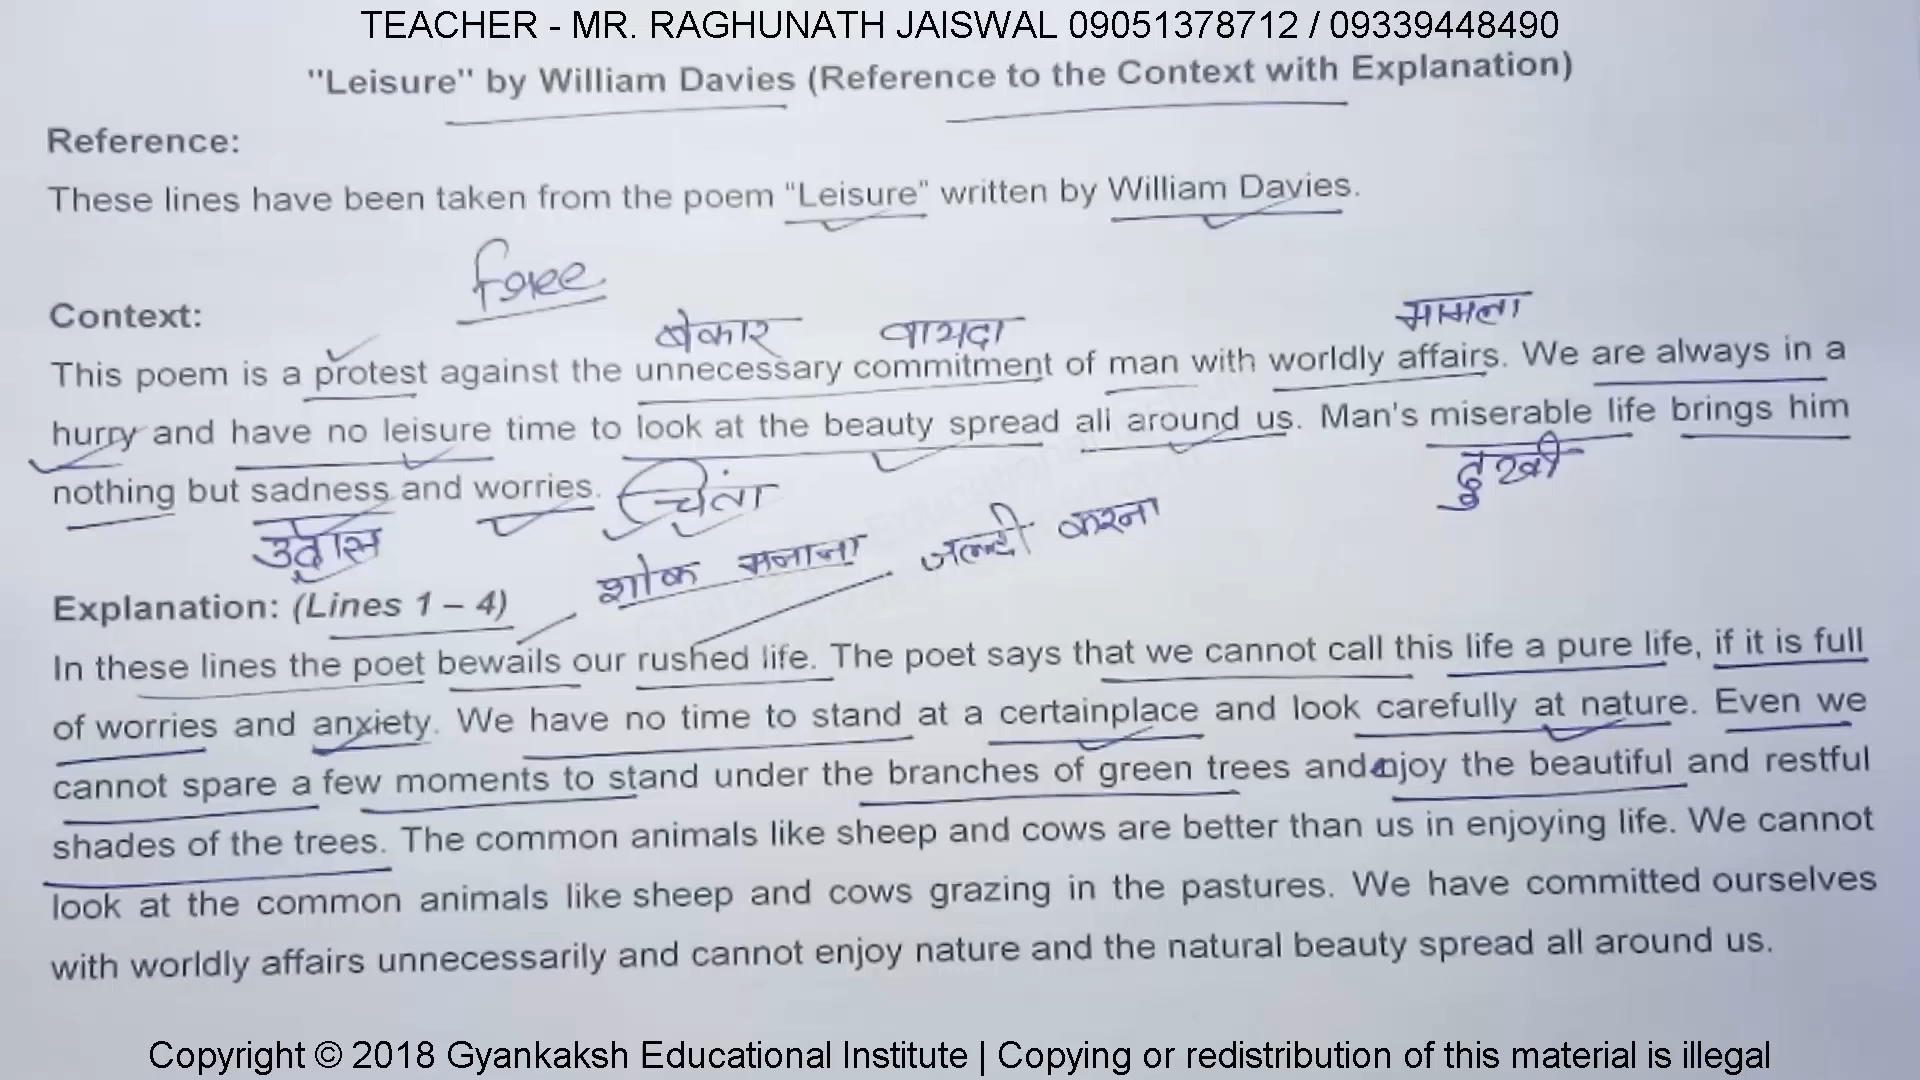 TEACHER - MR. RAGHUNATH JAISWAL 09051378712 / 09339448490
"Leisure" by William Davies (Reference to the Context with Explanation)
Reference:
These lines have been taken from the poem “Leisure” written by William Davies.
free
Context:
बेकार वायदा मामला
This poem is a protest against the unnecessary commitment of man with worldly affairs. We are always in a
hurry and have no leisure time to look at the beauty spread all around us. Man's miserable life brings him
nothing but sadness and worries. चिंता दुखी
उदास शोक मनाना जल्दी करना
Explanation: (Lines 1 – 4)
In these lines the poet bewails our rushed life. The poet says that we cannot call this life a pure life, if it is full
of worries and anxiety. We have no time to stand at a certainplace and look carefully at nature. Even we
cannot spare a few moments to stand under the branches of green trees and enjoy the beautiful and restful
shades of the trees. The common animals like sheep and cows are better than us in enjoying life. We cannot
look at the common animals like sheep and cows grazing in the pastures. We have committed ourselves
with worldly affairs unnecessarily and cannot enjoy nature and the natural beauty spread all around us.
Copyright © 2018 Gyankaksh Educational Institute | Copying or redistribution of this material is illegal